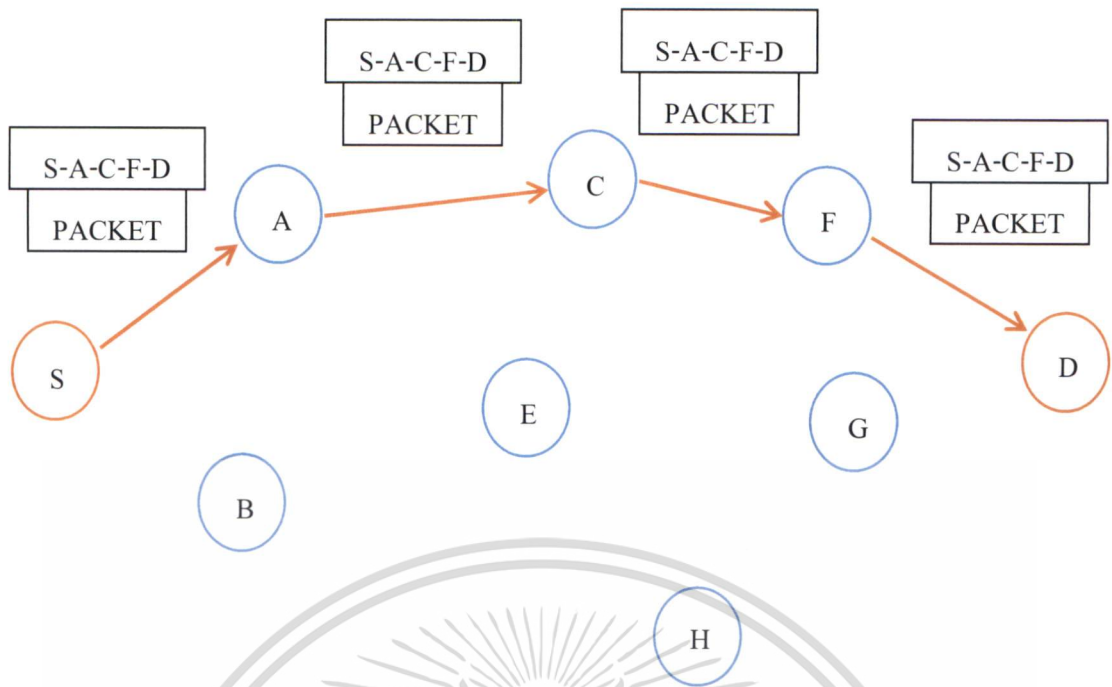 S-A-C-F-D
PACKET
S-A-C-F-D
PACKET
S-A-C-F-D
PACKET
S-A-C-F-D
PACKET
A
C
F
S
D
E
G
B
H